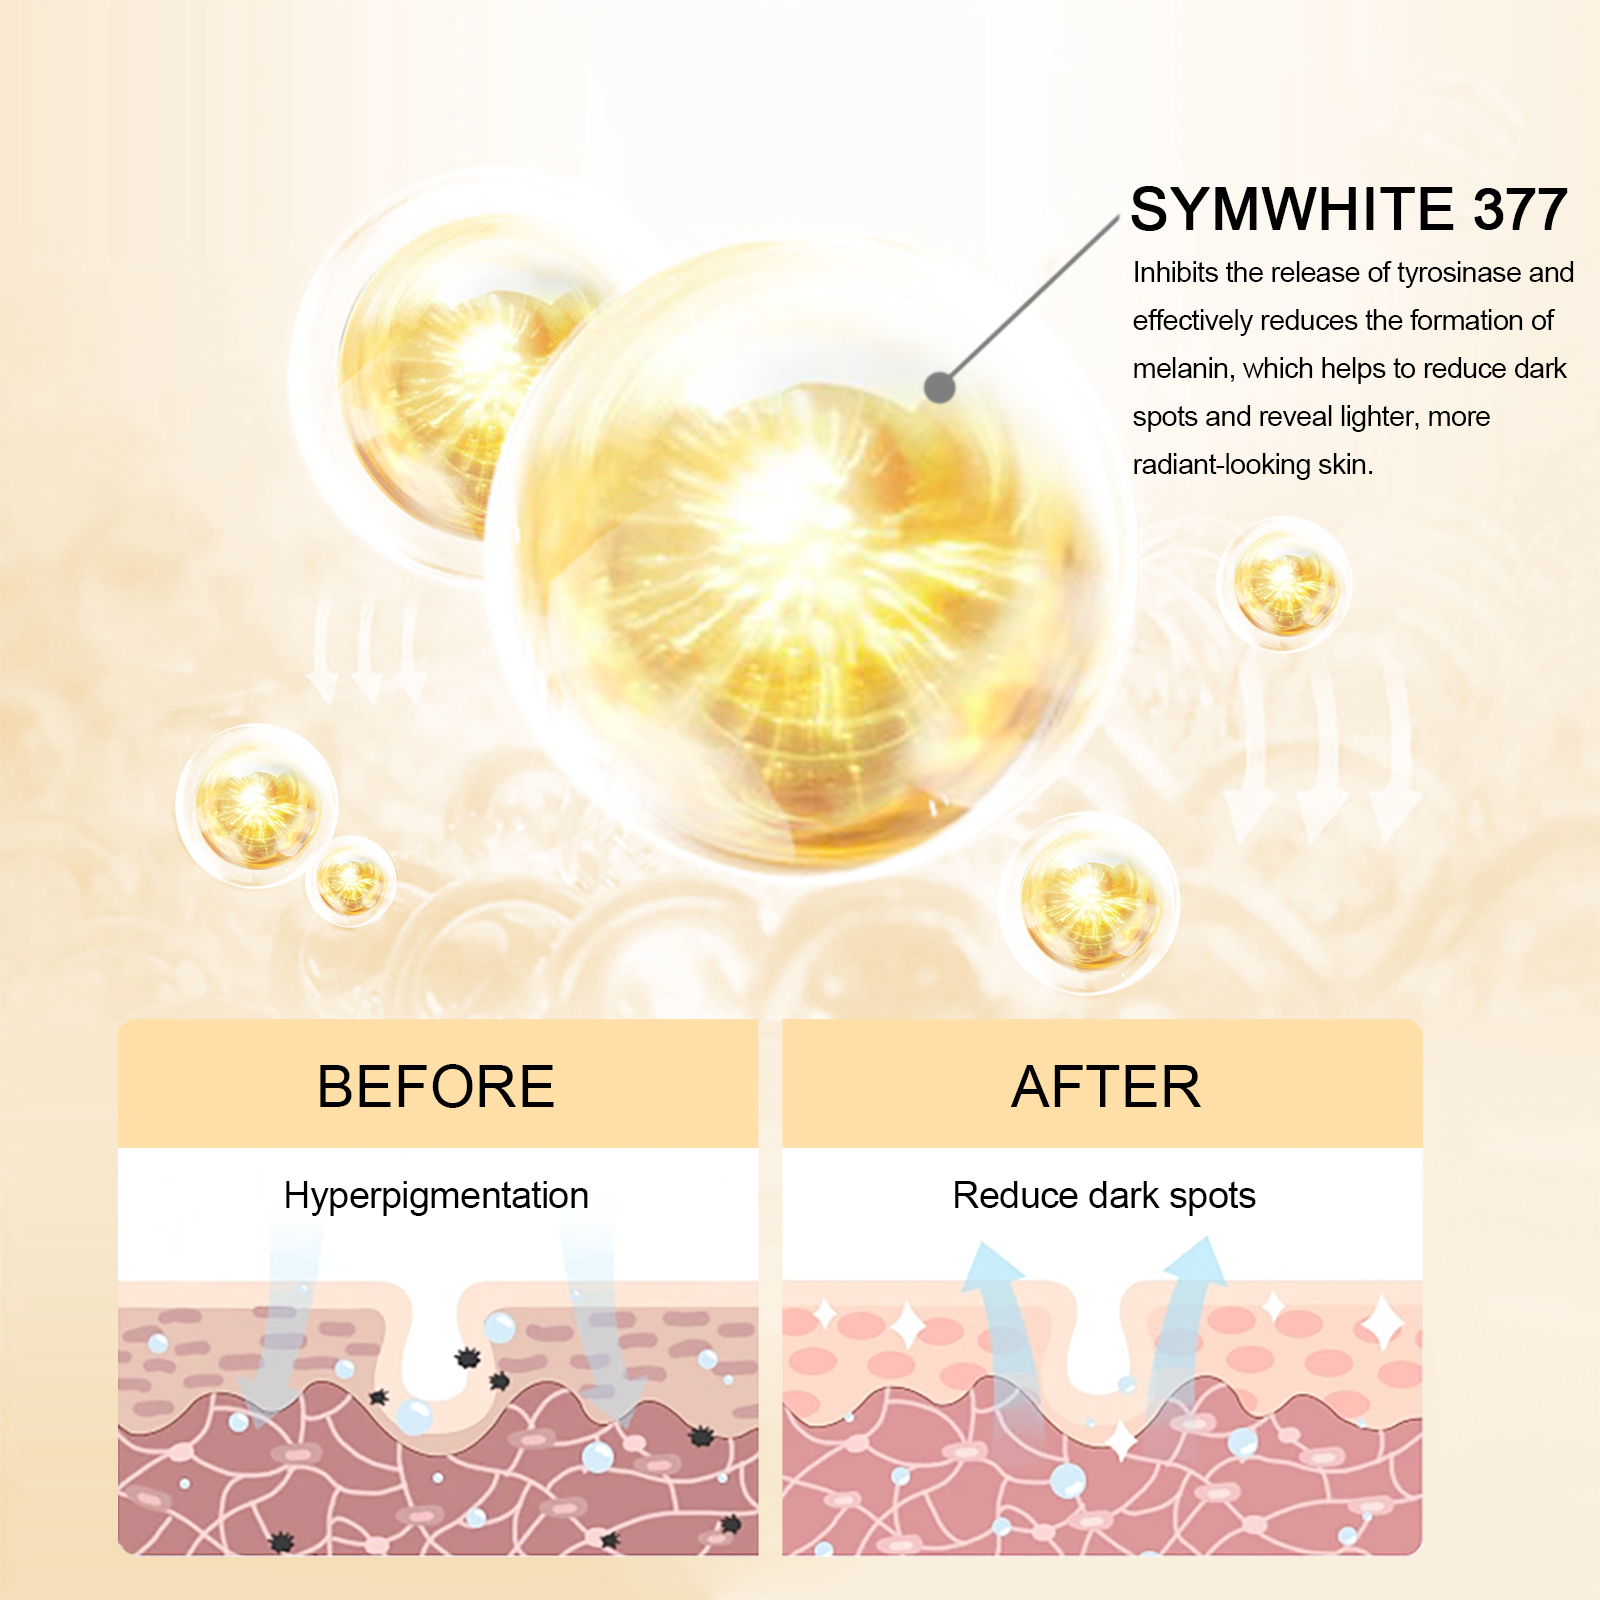 SYMWHITE 377
Inhibits the release of tyrosinase and
effectively reduces the formation of
melanin, which helps to reduce dark
spots and reveal lighter, more
radiant-looking skin.
BEFORE
AFTER
Hyperpigmentation
Reduce dark spots